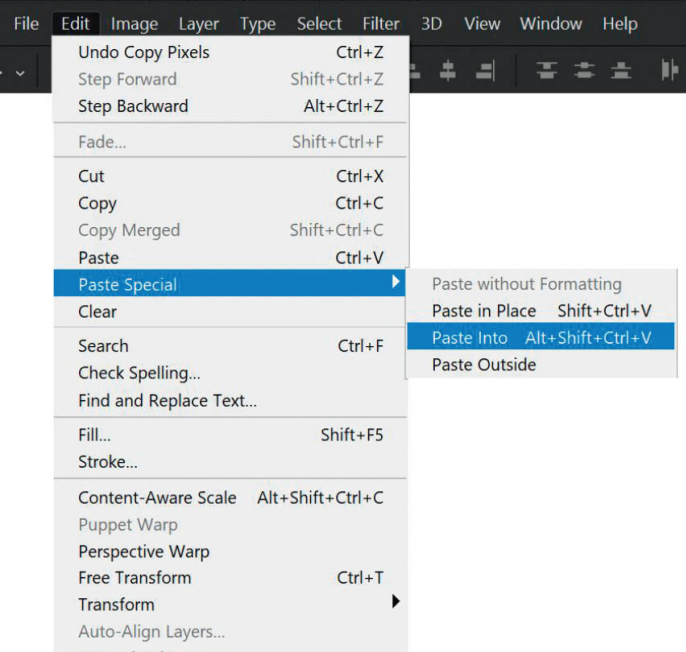 File Edit Image Layer Type Select Filter 3D View Window Help
Undo Copy Pixels Ctrl+Z
Step Forward Shift+Ctrl+Z
Step Backward Alt+Ctrl+Z
Fade... Shift+Ctrl+F
Cut Ctrl+X
Copy Ctrl+C
Copy Merged Shift+Ctrl+C
Paste Ctrl+V
Paste Special
Clear
Search Ctrl+F
Check Spelling...
Find and Replace Text...
Fill... Shift+F5
Stroke...
Content-Aware Scale Alt+Shift+Ctrl+C
Puppet Warp
Perspective Warp
Free Transform Ctrl+T
Transform
Auto-Align Layers...
Paste without Formatting
Paste in Place Shift+Ctrl+V
Paste Into Alt+Shift+Ctrl+V
Paste Outside